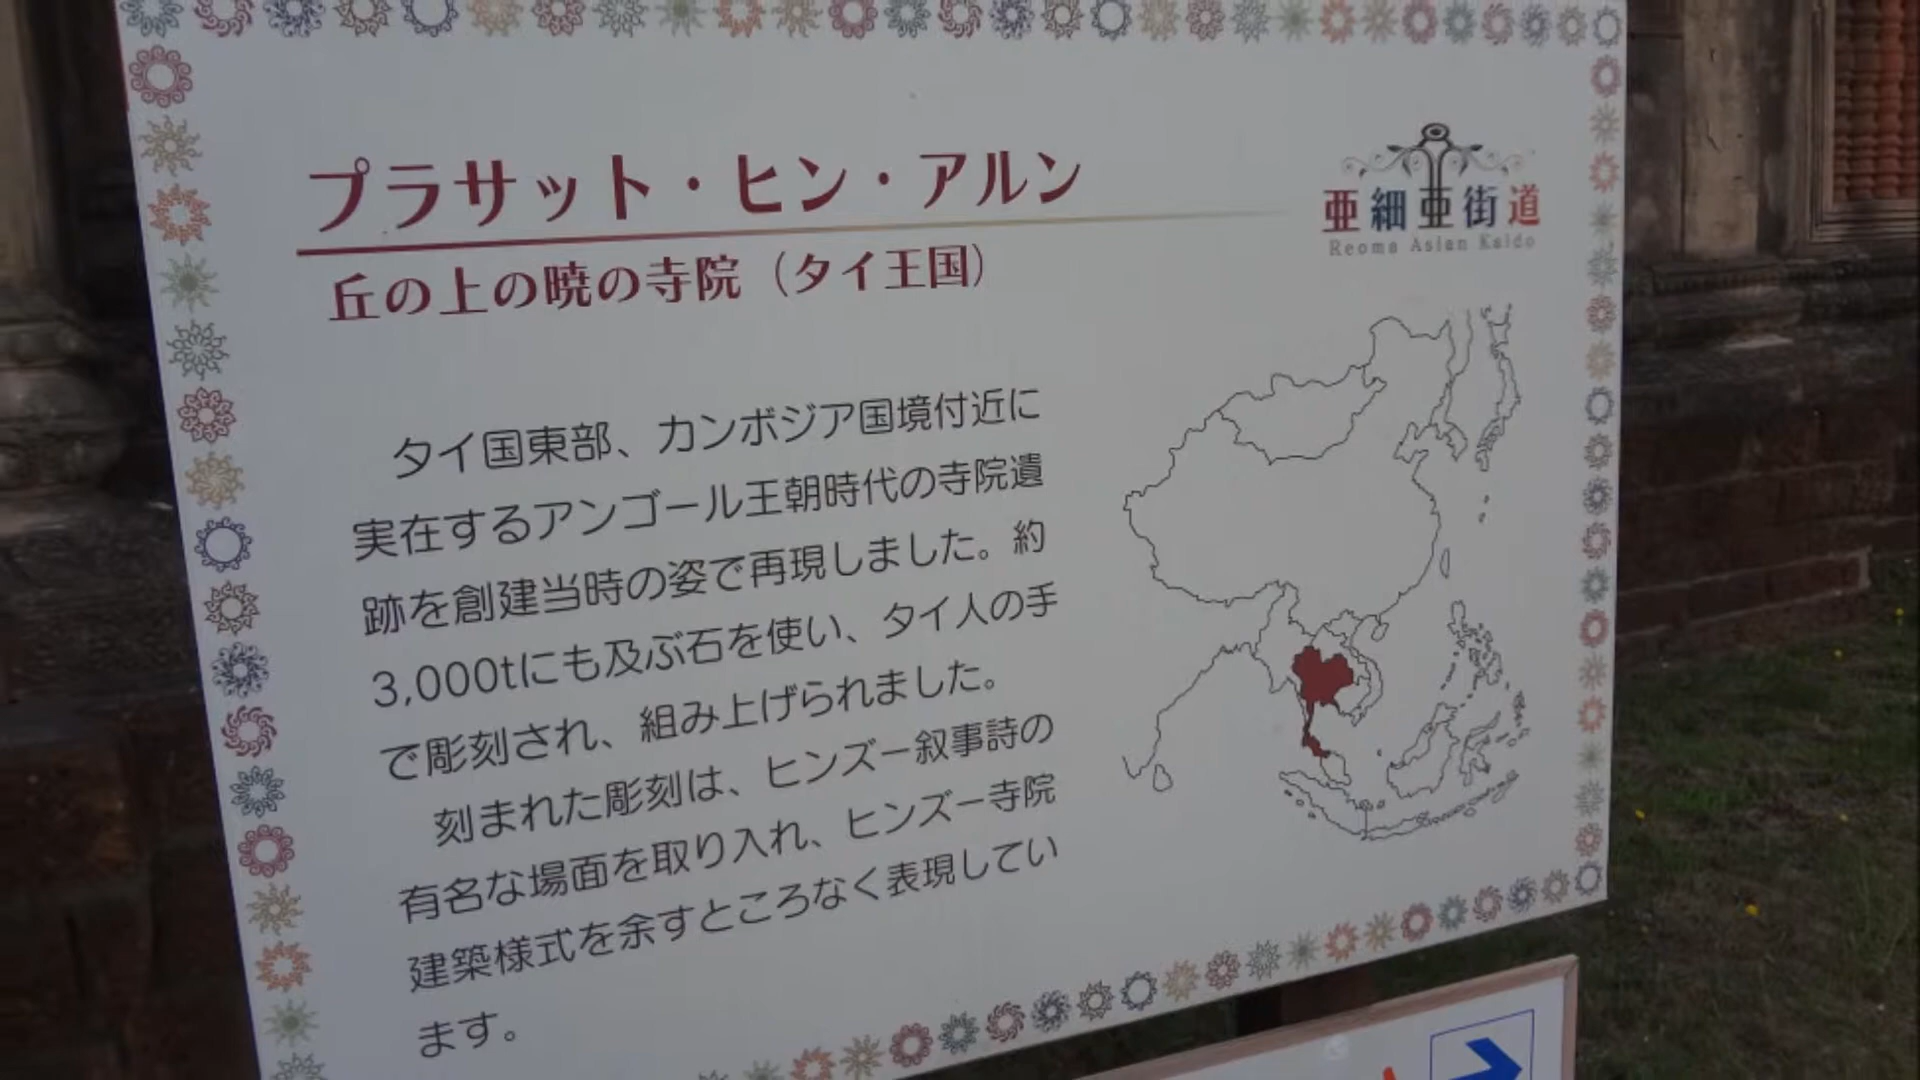 プラサット・ヒン・アルン
丘の上の暁の寺院（タイ王国）
亜細亜街道
Reoma Asian Kaido
タイ国東部、カンボジア国境付近に
実在するアンゴール王朝時代の寺院遺
跡を創建当時の姿で再現しました。約
3,000tにも及ぶ石を使い、タイ人の手
で彫刻され、組み上げられました。
刻まれた彫刻は、ヒンズー叙事詩の
有名な場面を取り入れ、ヒンズー寺院
建築様式を余すところなく表現してい
ます。